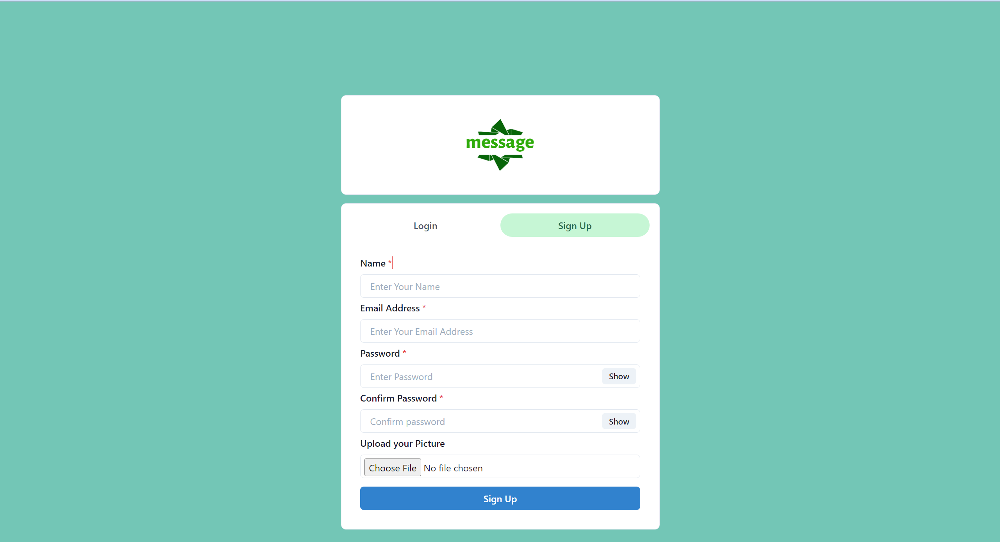 message
Login
Sign Up
Name *
Enter Your Name
Email Address *
Enter Your Email Address
Password *
Enter Password
Show
Confirm Password *
Confirm password
Show
Upload your Picture
Choose File No file chosen
Sign Up